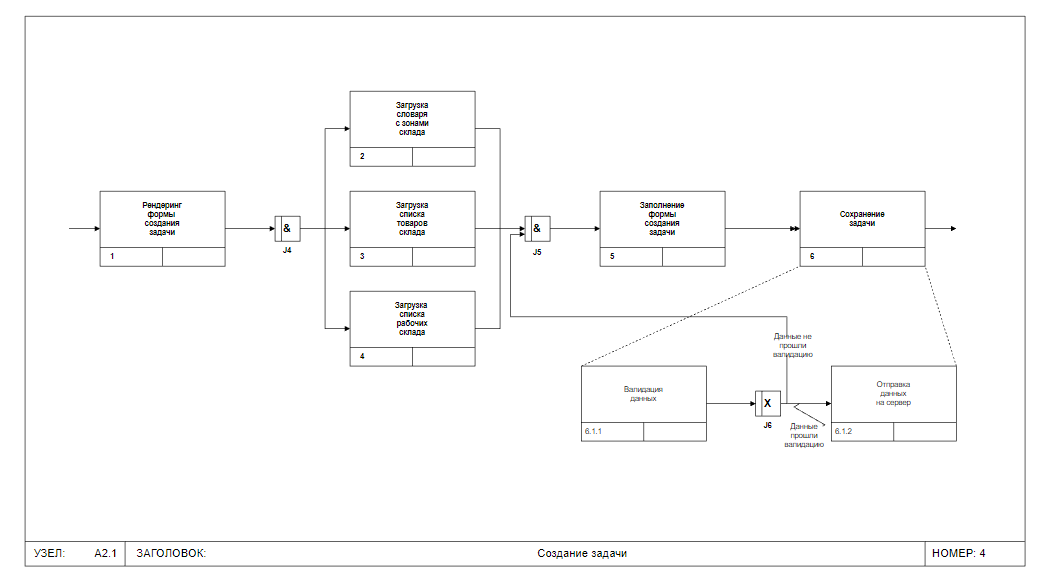 Загрузка
словаря
с зонами
склада
2
Рендеринг
формы
создания
задачи
1
&
J4
Загрузка
списка
товаров
склада
3
&
J5
Заполнение
формы
создания
задачи
5
Сохранение
задачи
6
Загрузка
списка
рабочих
склада
4
Данные не
прошли
валидацию
Валидация
данных
6.1.1
X
J6
Данные
прошли
валидацию
Отправка
данных
на сервер
6.1.2
УЗЕЛ: A2.1 ЗАГОЛОВОК: Создание задачи НОМЕР: 4